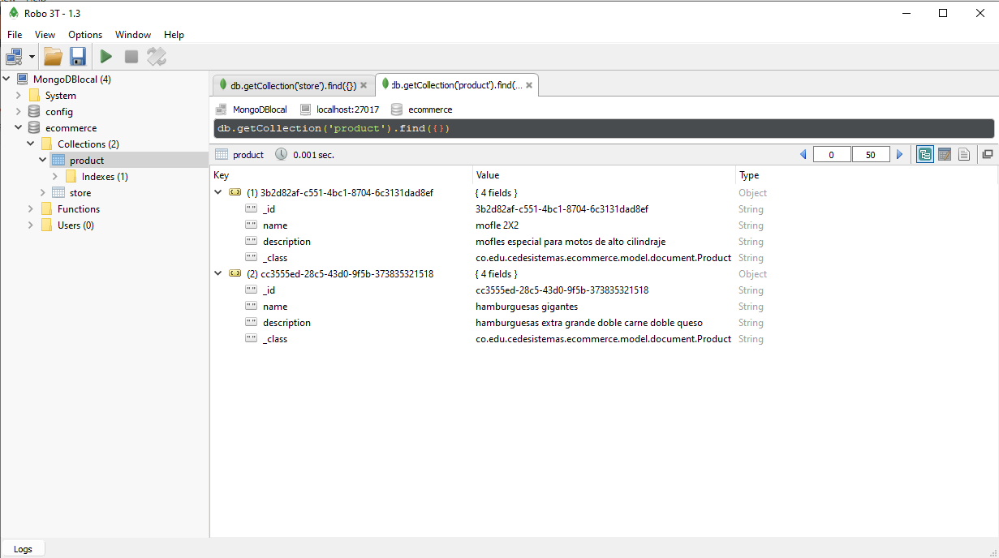 Robo 3T - 1.3
File View Options Window Help
MongoDBlocal (4)
System
config
ecommerce
Collections (2)
product
Indexes (1)
store
Functions
Users (0)
db.getCollection('store').find({}) db.getCollection('product').find(...
MongoDBlocal localhost:27017 ecommerce
db.getCollection('product').find({})
product 0.001 sec. 0 50
Key Value Type
(1) 3b2d82af-c551-4bc1-8704-6c3131dad8ef { 4 fields } Object
_id 3b2d82af-c551-4bc1-8704-6c3131dad8ef String
name mofle 2X2 String
description mofles especial para motos de alto cilindraje String
_class co.edu.cedesistemas.ecommerce.model.document.Product String
(2) cc3555ed-28c5-43d0-9f5b-373835321518 { 4 fields } Object
_id cc3555ed-28c5-43d0-9f5b-373835321518 String
name hamburguesas gigantes String
description hamburguesas extra grande doble carne doble queso String
_class co.edu.cedesistemas.ecommerce.model.document.Product String
Logs